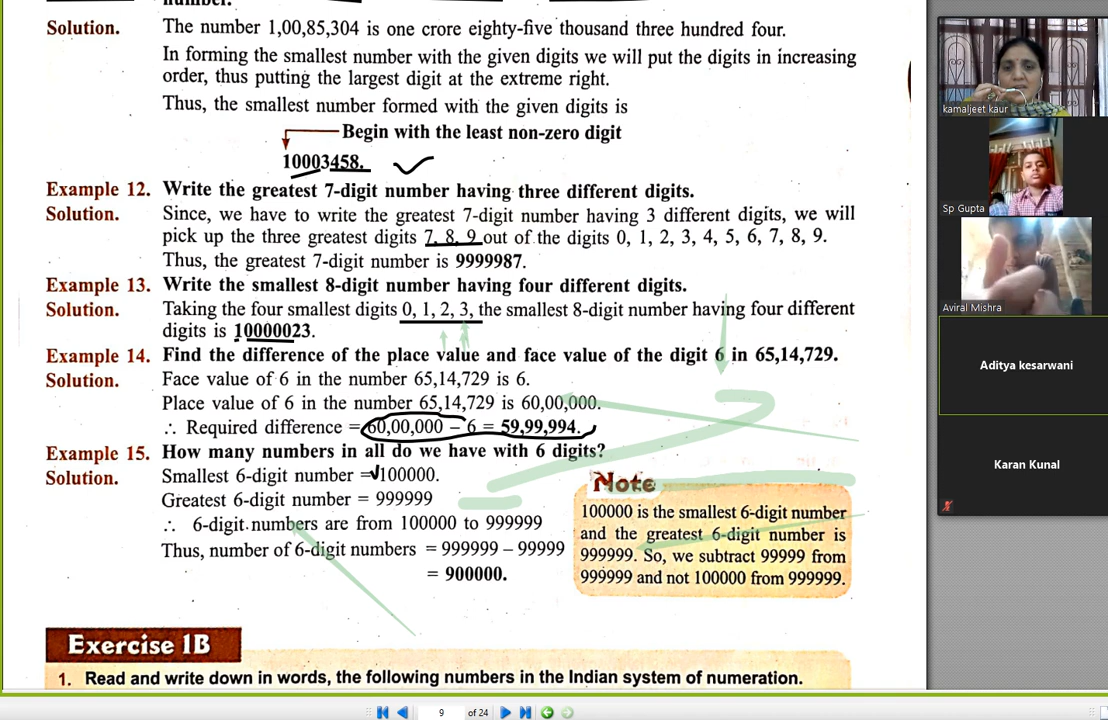 number.
Solution. The number 1,00,85,304 is one crore eighty-five thousand three hundred four.
In forming the smallest number with the given digits we will put the digits in increasing
order, thus putting the largest digit at the extreme right.
Thus, the smallest number formed with the given digits is
Begin with the least non-zero digit
10003458.
Example 12. Write the greatest 7-digit number having three different digits.
Solution. Since, we have to write the greatest 7-digit number having 3 different digits, we will
pick up the three greatest digits 7, 8, 9 out of the digits 0, 1, 2, 3, 4, 5, 6, 7, 8, 9.
Thus, the greatest 7-digit number is 9999987.
Example 13. Write the smallest 8-digit number having four different digits.
Solution. Taking the four smallest digits 0, 1, 2, 3, the smallest 8-digit number having four different
digits is 10000023.
Example 14. Find the difference of the place value and face value of the digit 6 in 65,14,729.
Solution. Face value of 6 in the number 65,14,729 is 6.
Place value of 6 in the number 65,14,729 is 60,00,000.
∴ Required difference = 60,00,000 – 6 = 59,99,994.
Example 15. How many numbers in all do we have with 6 digits?
Solution. Smallest 6-digit number = 100000.
Greatest 6-digit number = 999999
∴ 6-digit numbers are from 100000 to 999999
Thus, number of 6-digit numbers = 999999 – 99999
= 900000.
Note
100000 is the smallest 6-digit number
and the greatest 6-digit number is
999999. So, we subtract 99999 from
999999 and not 100000 from 999999.
Exercise 1B
1. Read and write down in words, the following numbers in the Indian system of numeration.
9 of 24
kamaljeet kaur
Sp Gupta
Aviral Mishra
Aditya kesarwani
Karan Kunal